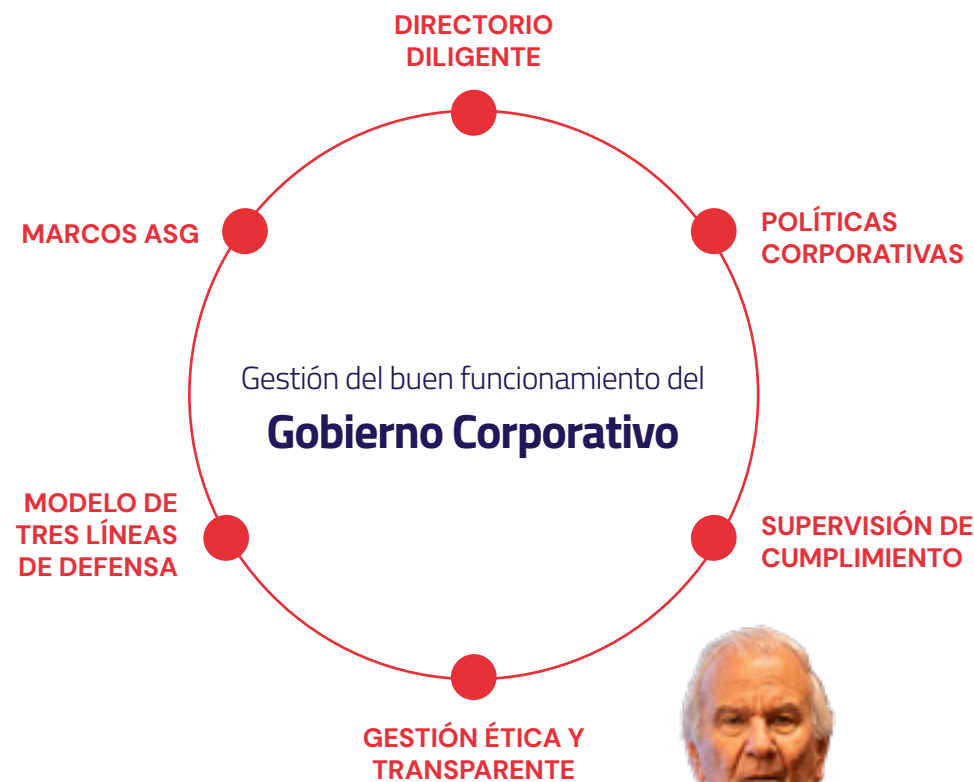 DIRECTORIO
DILIGENTE
MARCOS ASG
POLÍTICAS
CORPORATIVAS
Gestión del buen funcionamiento del
Gobierno Corporativo
MODELO DE
TRES LÍNEAS
DE DEFENSA
SUPERVISIÓN DE
CUMPLIMIENTO
GESTIÓN ÉTICA Y
TRANSPARENTE